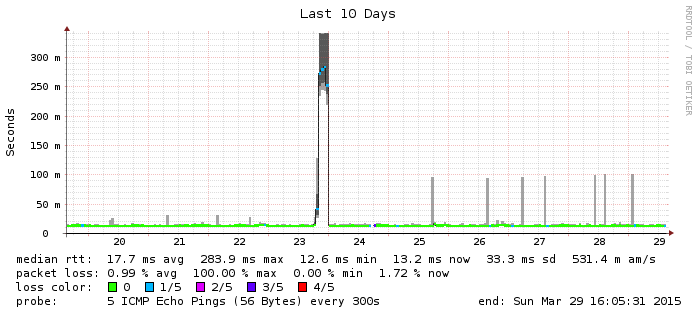 Last 10 Days
RRDTOOL / TOBI OETIKER
Seconds
300 m
250 m
200 m
150 m
100 m
50 m
0
20 21 22 23 24 25 26 27 28 29
median rtt: 17.7 ms avg 283.9 ms max 12.6 ms min 13.2 ms now 33.3 ms sd 531.4 m am/s
packet loss: 0.99 % avg 100.00 % max 0.00 % min 1.72 % now
loss color: 0 1/5 2/5 3/5 4/5
probe: 5 ICMP Echo Pings (56 Bytes) every 300s end: Sun Mar 29 16:05:31 2015